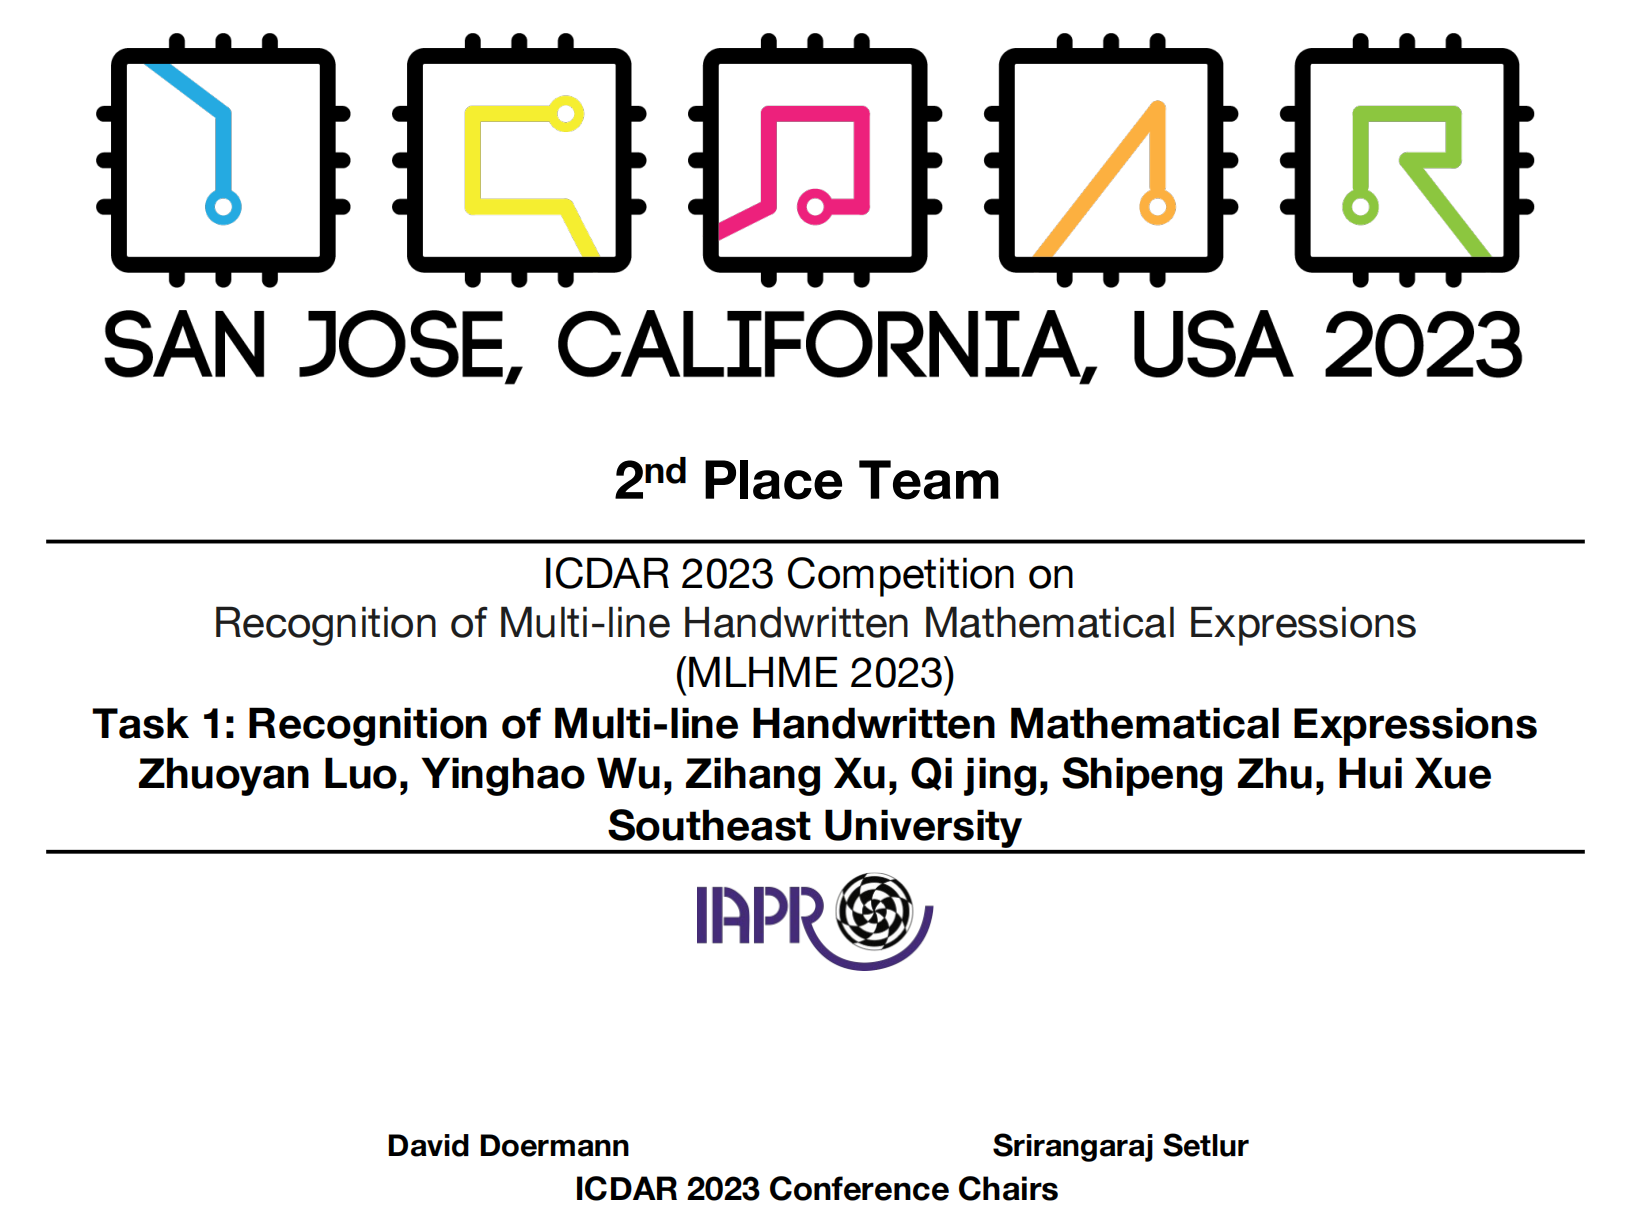 ICDAR
SAN JOSE, CALIFORNIA, USA 2023
2nd Place Team
ICDAR 2023 Competition on
Recognition of Multi-line Handwritten Mathematical Expressions
(MLHME 2023)
Task 1: Recognition of Multi-line Handwritten Mathematical Expressions
Zhuoyan Luo, Yinghao Wu, Zihang Xu, Qi jing, Shipeng Zhu, Hui Xue
Southeast University
IAPR
David Doermann Srirangaraj Setlur
ICDAR 2023 Conference Chairs